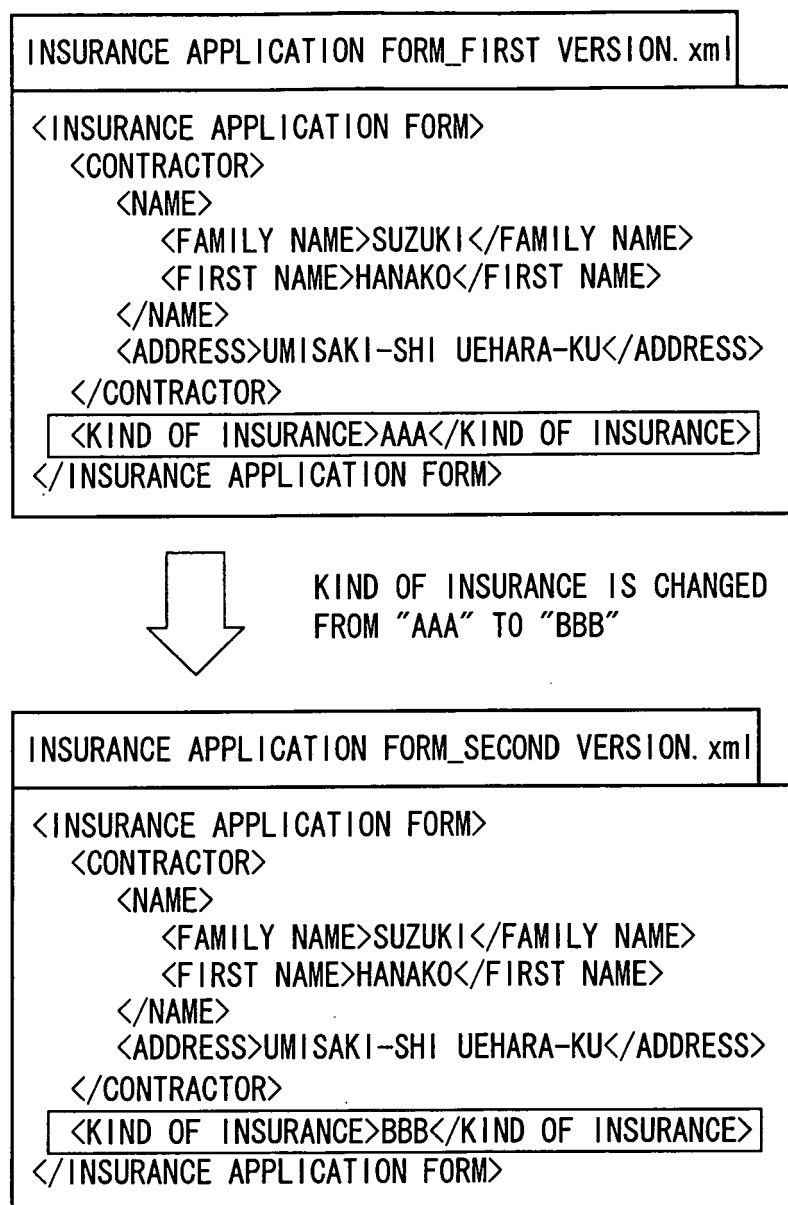 INSURANCE APPLICATION FORM_FIRST VERSION.xml
<INSURANCE APPLICATION FORM>
<CONTRACTOR>
<NAME>
<FAMILY NAME>SUZUKI</FAMILY NAME>
<FIRST NAME>HANAKO</FIRST NAME>
</NAME>
<ADDRESS>UMISAKI-SHI UEHARA-KU</ADDRESS>
</CONTRACTOR>
<KIND OF INSURANCE>AAA</KIND OF INSURANCE>
</INSURANCE APPLICATION FORM>
KIND OF INSURANCE IS CHANGED
FROM "AAA" TO "BBB"
INSURANCE APPLICATION FORM_SECOND VERSION.xml
<INSURANCE APPLICATION FORM>
<CONTRACTOR>
<NAME>
<FAMILY NAME>SUZUKI</FAMILY NAME>
<FIRST NAME>HANAKO</FIRST NAME>
</NAME>
<ADDRESS>UMISAKI-SHI UEHARA-KU</ADDRESS>
</CONTRACTOR>
<KIND OF INSURANCE>BBB</KIND OF INSURANCE>
</INSURANCE APPLICATION FORM>